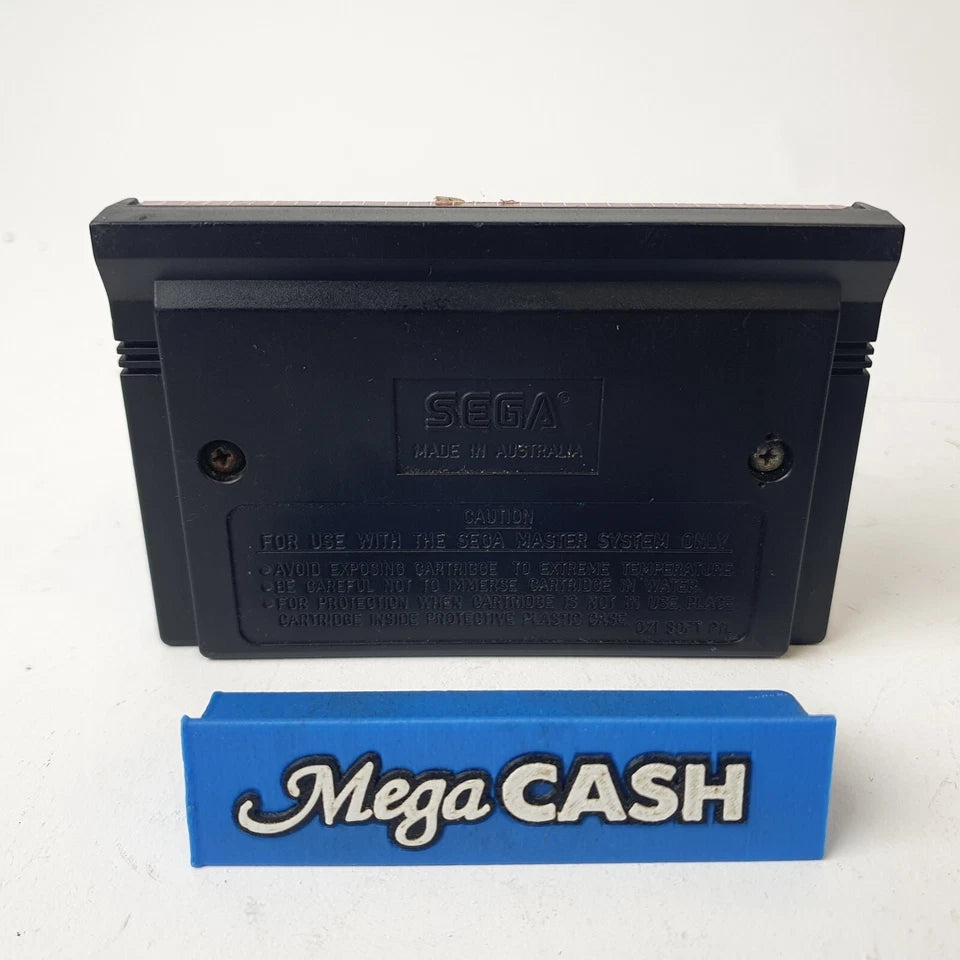 SEGA®
MADE IN AUSTRALIA
CAUTION
FOR USE WITH THE SEGA MASTER SYSTEM ONLY
• AVOID EXPOSING CARTRIDGE TO EXTREME TEMPERATURE
• BE CAREFUL NOT TO IMMERSE CARTRIDGE IN WATER
• FOR PROTECTION WHEN CARTRIDGE IS NOT IN USE, PLACE
CARTRIDGE INSIDE PROTECTIVE PLASTIC CASE. OZI SOFT P/L
Mega CASH